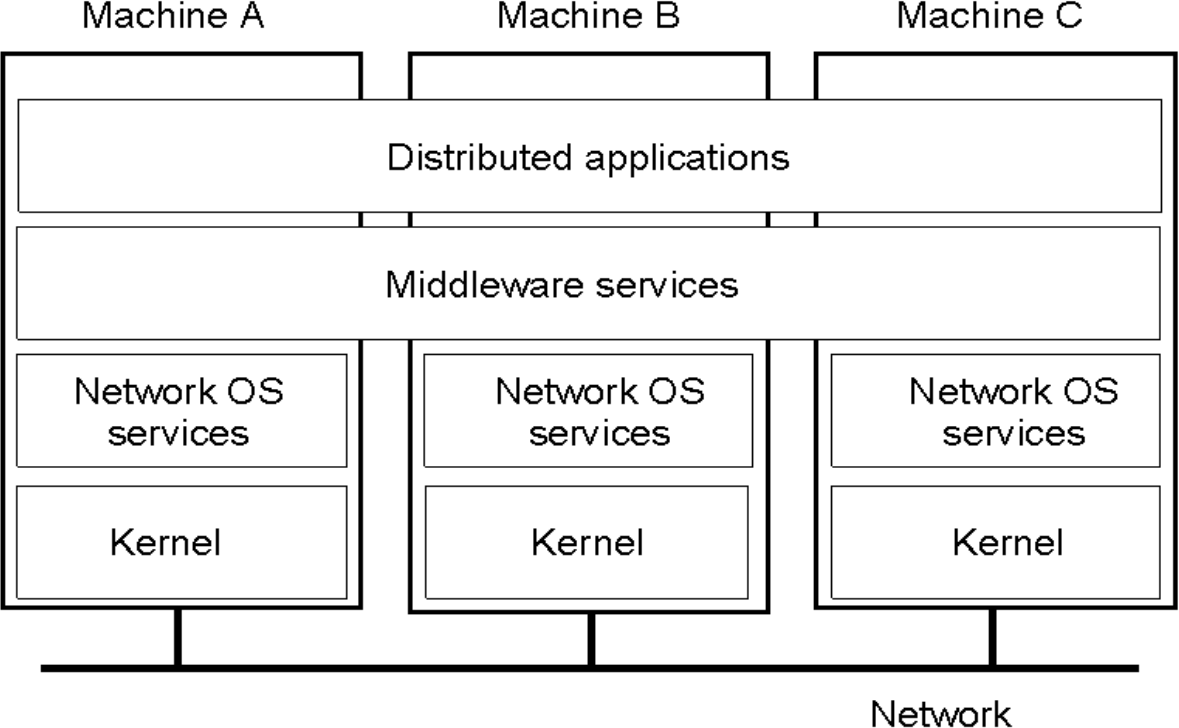 Machine A
Machine B
Machine C
Distributed applications
Middleware services
Network OS
services
Network OS
services
Network OS
services
Kernel
Kernel
Kernel
Network